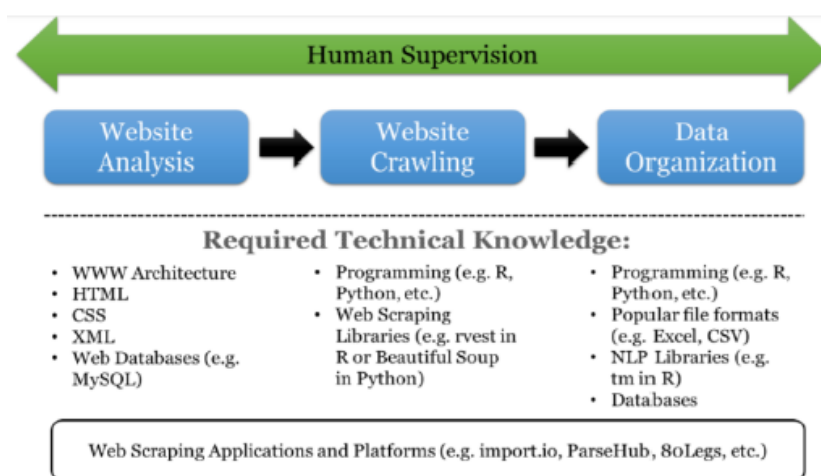 Human Supervision
Website
Analysis
Website
Crawling
Data
Organization
Required Technical Knowledge:
• WWW Architecture
• HTML
• CSS
• XML
• Web Databases (e.g.
MySQL)
• Programming (e.g. R,
Python, etc.)
• Web Scraping
Libraries (e.g. rvest in
R or Beautiful Soup
in Python)
• Programming (e.g. R,
Python, etc.)
• Popular file formats
(e.g. Excel, CSV)
• NLP Libraries (e.g.
tm in R)
• Databases
Web Scraping Applications and Platforms (e.g. import.io, ParseHub, 80Legs, etc.)